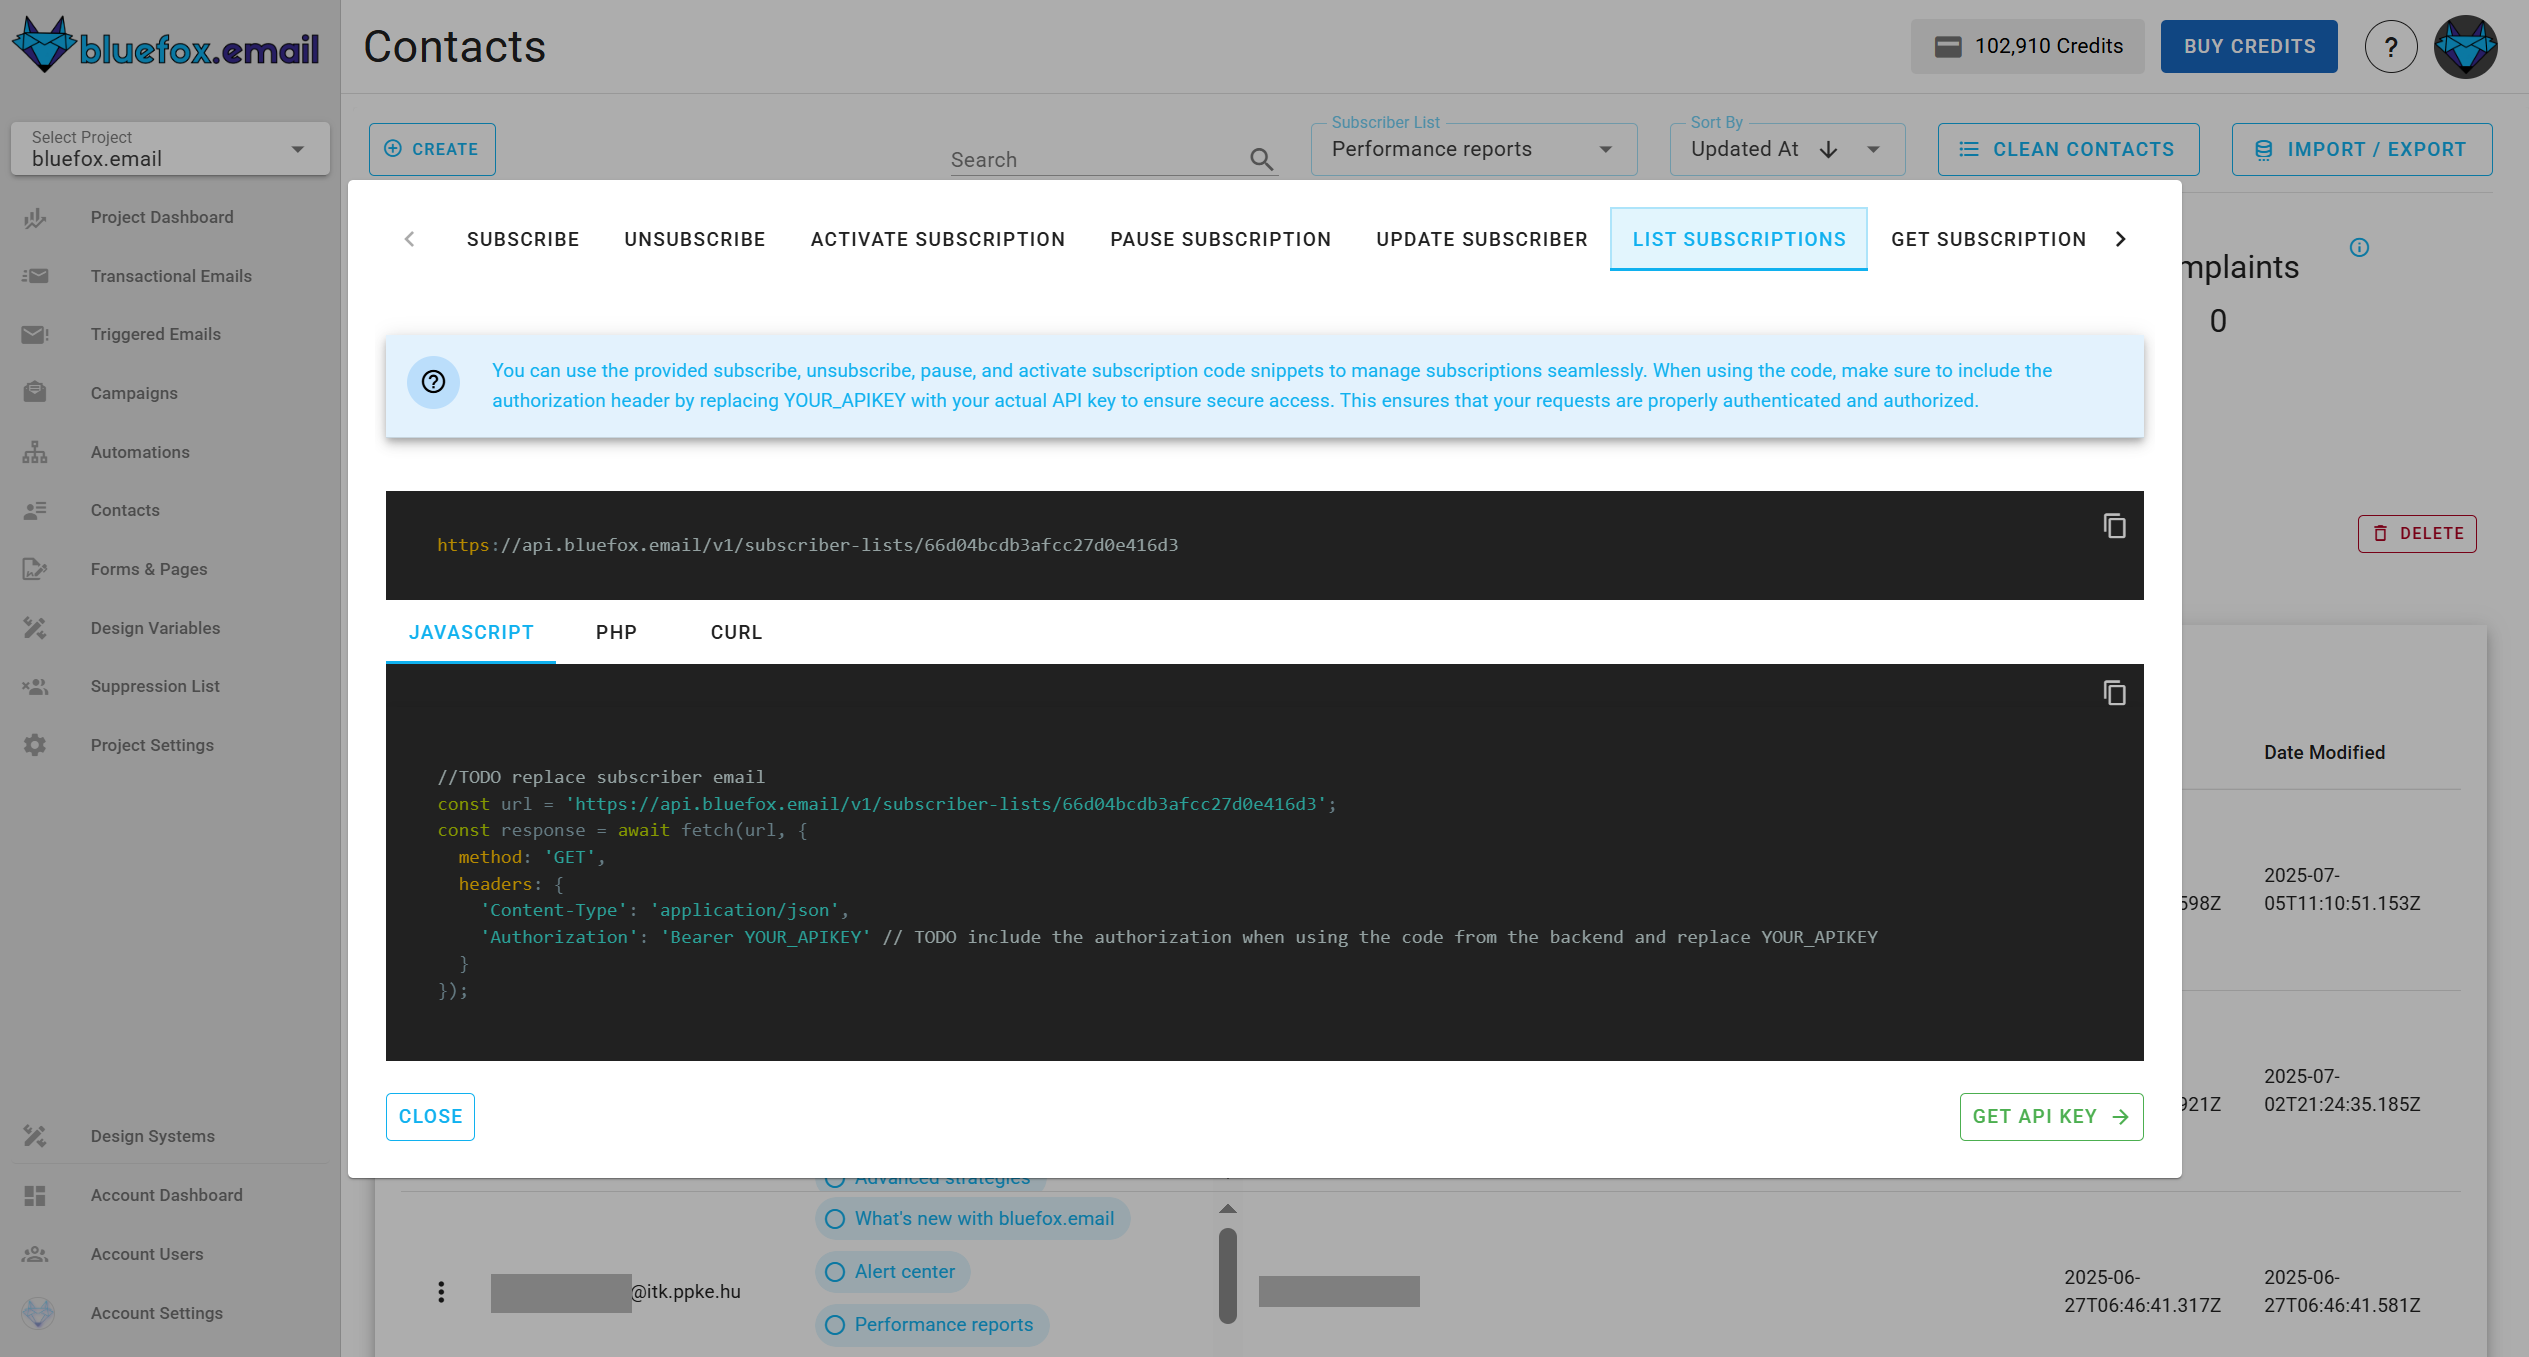 bluefox.email
Contacts
102,910 Credits
BUY CREDITS
?
Select Project
bluefox.email
CREATE
Search
Subscriber List
Performance reports
Sort By
Updated At
CLEAN CONTACTS
IMPORT / EXPORT
Project Dashboard
Transactional Emails
Triggered Emails
Campaigns
Automations
Contacts
Forms & Pages
Design Variables
Suppression List
Project Settings
Design Systems
Account Dashboard
Account Users
Account Settings
SUBSCRIBE
UNSUBSCRIBE
ACTIVATE SUBSCRIPTION
PAUSE SUBSCRIPTION
UPDATE SUBSCRIBER
LIST SUBSCRIPTIONS
GET SUBSCRIPTION
mplaints
0
You can use the provided subscribe, unsubscribe, pause, and activate subscription code snippets to manage subscriptions seamlessly. When using the code, make sure to include the
authorization header by replacing YOUR_APIKEY with your actual API key to ensure secure access. This ensures that your requests are properly authenticated and authorized.
https://api.bluefox.email/v1/subscriber-lists/66d04bcdb3afcc27d0e416d3
DELETE
JAVASCRIPT
PHP
CURL
//TODO replace subscriber email
const url = 'https://api.bluefox.email/v1/subscriber-lists/66d04bcdb3afcc27d0e416d3';
const response = await fetch(url, {
method: 'GET',
headers: {
'Content-Type': 'application/json',
'Authorization': 'Bearer YOUR_APIKEY' // TODO include the authorization when using the code from the backend and replace YOUR_APIKEY
}
});
CLOSE
GET API KEY
Date Modified
598Z
2025-07-
05T11:10:51.153Z
921Z
2025-07-
02T21:24:35.185Z
Advanced strategies
What's new with bluefox.email
Alert center
Performance reports
@itk.ppke.hu
2025-06-
27T06:46:41.317Z
2025-06-
27T06:46:41.581Z